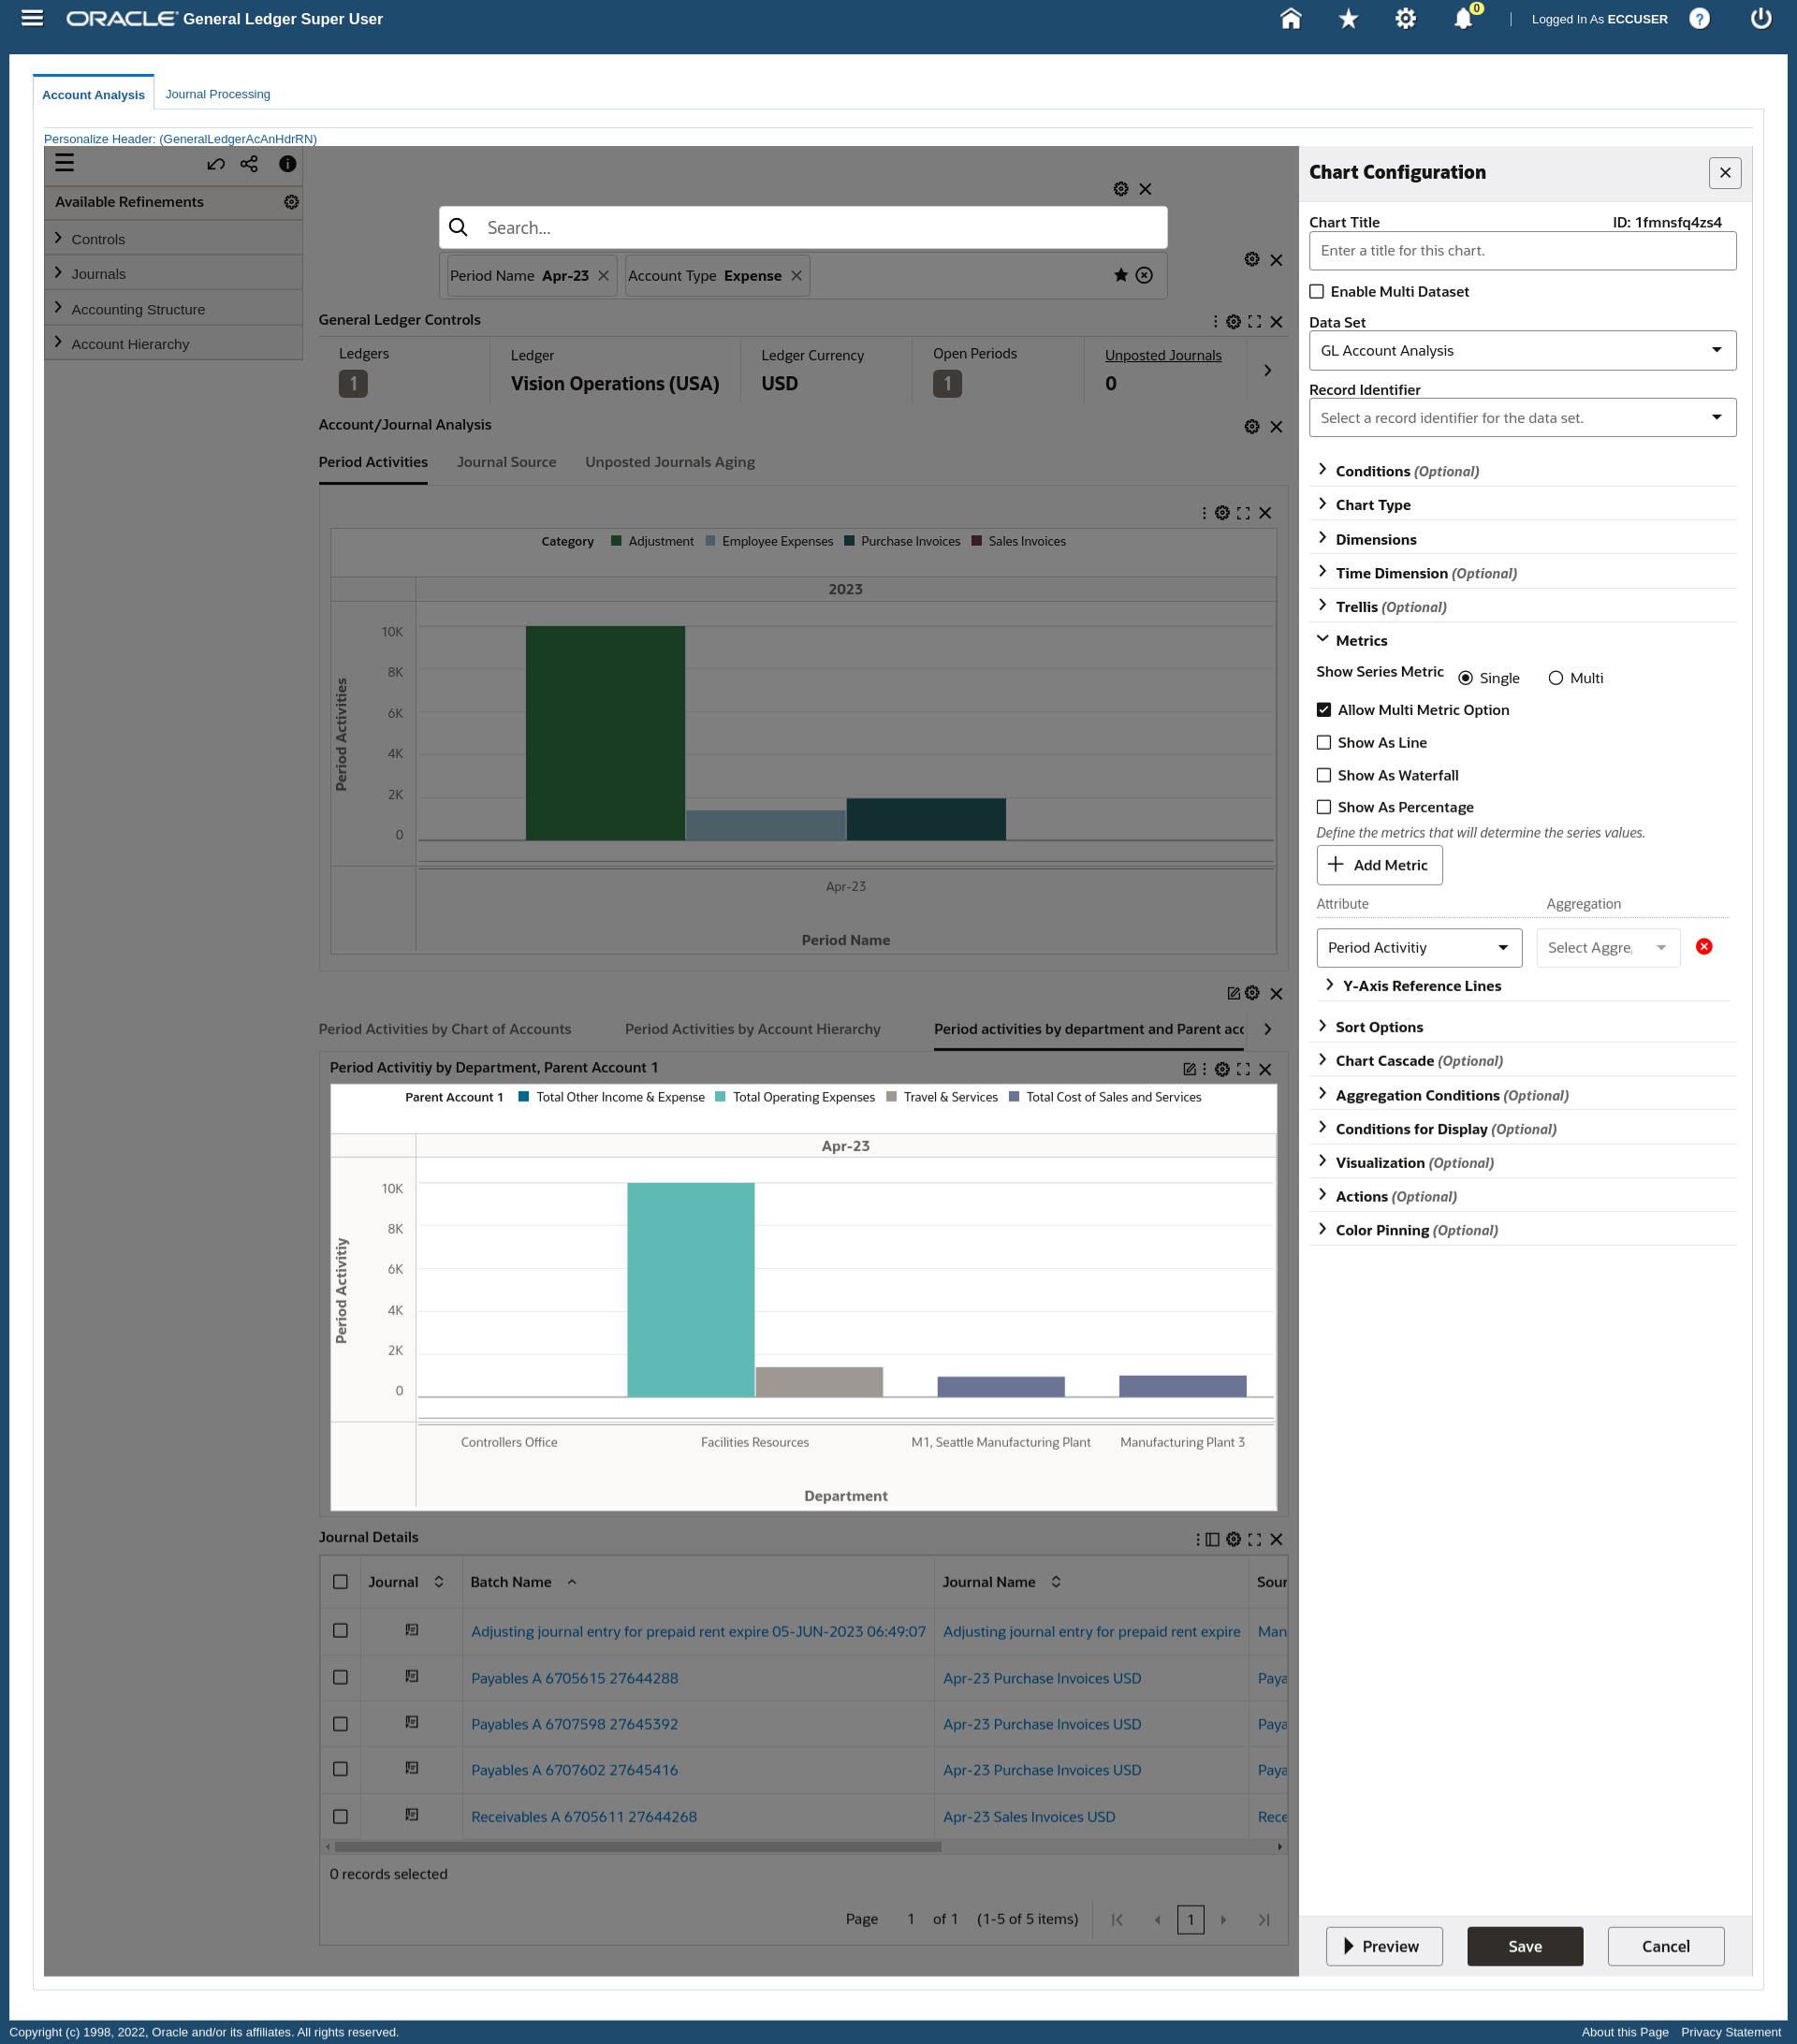 ORACLE General Ledger Super User
0
Logged In As ECCUSER
?
Account Analysis Journal Processing
Personalize Header: (GeneralLedgerAcAnHdrRN)
Available Refinements
Controls
Journals
Accounting Structure
Account Hierarchy
Search...
Period Name Apr-23 Account Type Expense
General Ledger Controls
Ledgers Ledger Ledger Currency Open Periods Unposted Journals
1 Vision Operations (USA) USD 1 0
Account/Journal Analysis
Period Activities Journal Source Unposted Journals Aging
Category Adjustment Employee Expenses Purchase Invoices Sales Invoices
2023
Period Activities
10K
8K
6K
4K
2K
0
Apr-23
Period Name
Period Activities by Chart of Accounts Period Activities by Account Hierarchy Period activities by department and Parent acc
Period Activitiy by Department, Parent Account 1
Parent Account 1 Total Other Income & Expense Total Operating Expenses Travel & Services Total Cost of Sales and Services
Apr-23
Period Activitiy
10K
8K
6K
4K
2K
0
Controllers Office Facilities Resources M1, Seattle Manufacturing Plant Manufacturing Plant 3
Department
Journal Details
Journal Batch Name Journal Name Sour
Adjusting journal entry for prepaid rent expire 05-JUN-2023 06:49:07 Adjusting journal entry for prepaid rent expire Man
Payables A 6705615 27644288 Apr-23 Purchase Invoices USD Paya
Payables A 6707598 27645392 Apr-23 Purchase Invoices USD Paya
Payables A 6707602 27645416 Apr-23 Purchase Invoices USD Paya
Receivables A 6705611 27644268 Apr-23 Sales Invoices USD Rece
0 records selected
Page 1 of 1 (1-5 of 5 items) 1
Chart Configuration
Chart Title ID: 1fmnsfq4zs4
Enter a title for this chart.
Enable Multi Dataset
Data Set
GL Account Analysis
Record Identifier
Select a record identifier for the data set.
Conditions (Optional)
Chart Type
Dimensions
Time Dimension (Optional)
Trellis (Optional)
Metrics
Show Series Metric Single Multi
Allow Multi Metric Option
Show As Line
Show As Waterfall
Show As Percentage
Define the metrics that will determine the series values.
Add Metric
Attribute Aggregation
Period Activitiy Select Aggre
Y-Axis Reference Lines
Sort Options
Chart Cascade (Optional)
Aggregation Conditions (Optional)
Conditions for Display (Optional)
Visualization (Optional)
Actions (Optional)
Color Pinning (Optional)
Preview Save Cancel
Copyright (c) 1998, 2022, Oracle and/or its affiliates. All rights reserved.
About this Page Privacy Statement